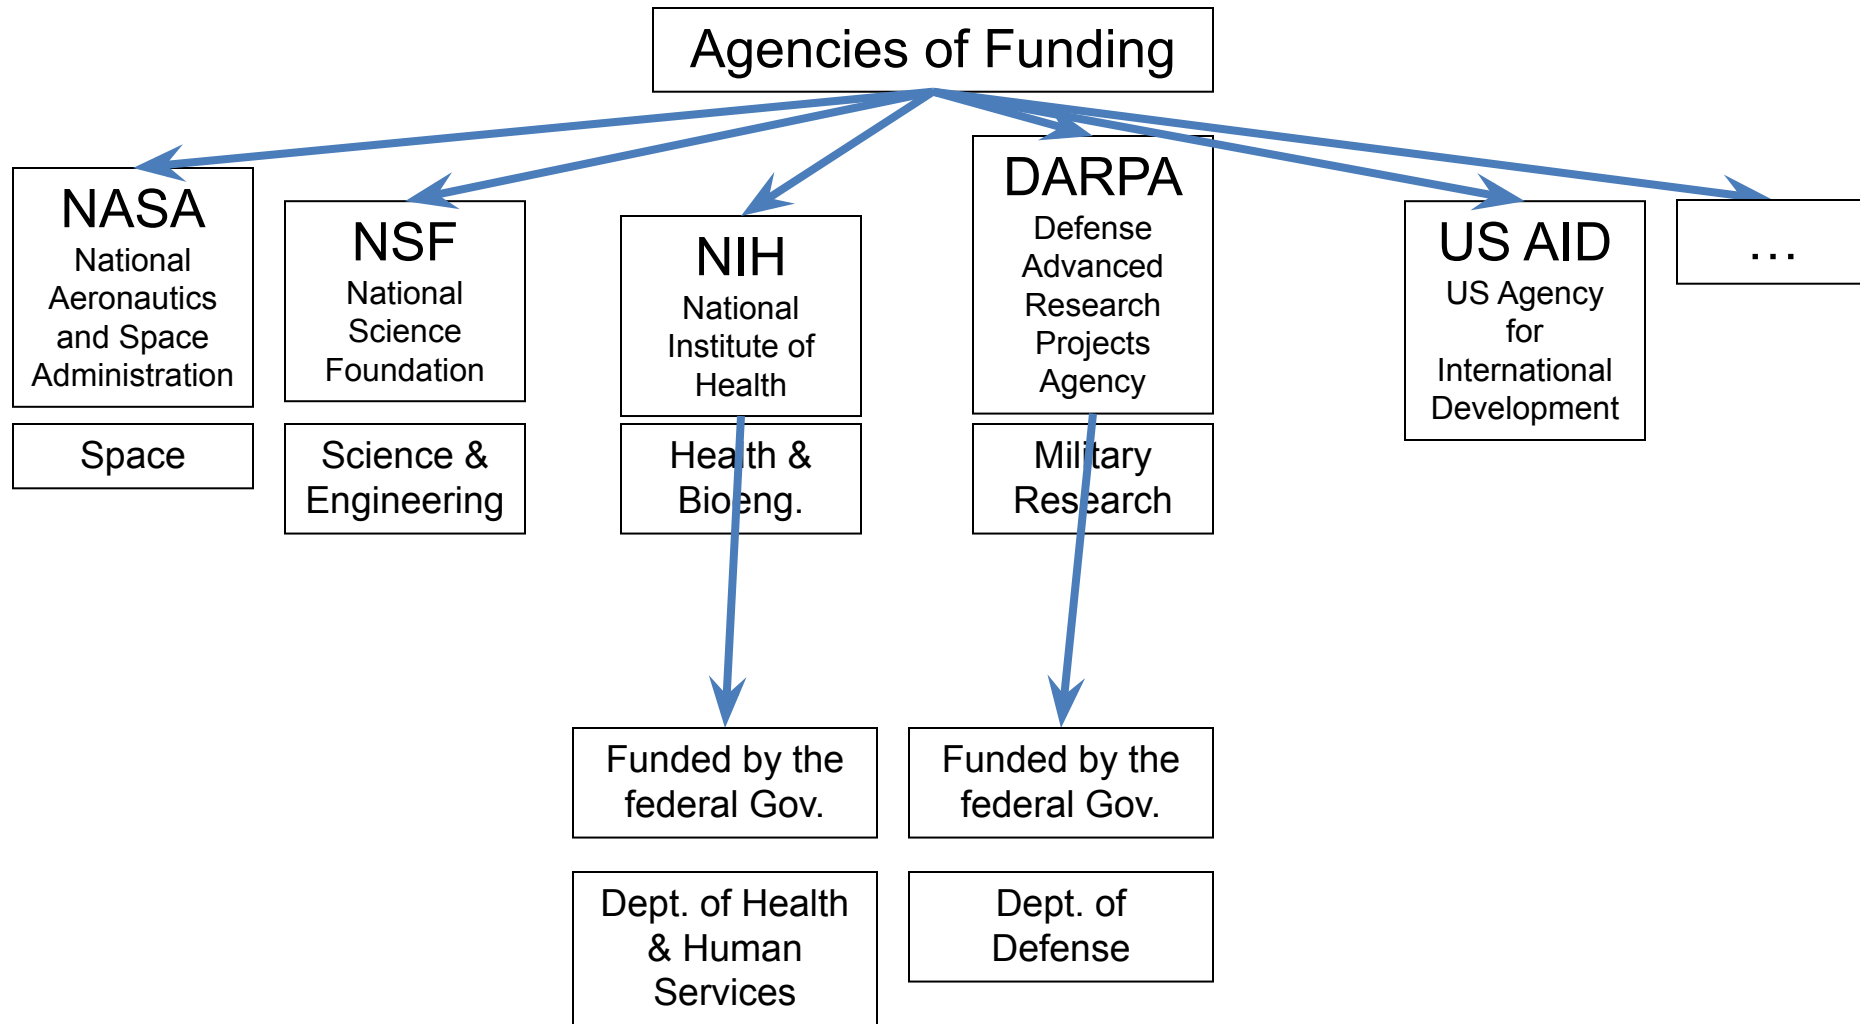 Agencies of Funding
NASA
National
Aeronautics
and Space
Administration
Space
NSF
National
Science
Foundation
Science &
Engineering
NIH
National
Institute of
Health
Health &
Bioeng.
DARPA
Defense
Advanced
Research
Projects
Agency
Military
Research
US AID
US Agency
for
International
Development
...
Funded by the
federal Gov.
Dept. of Health
& Human
Services
Funded by the
federal Gov.
Dept. of
Defense